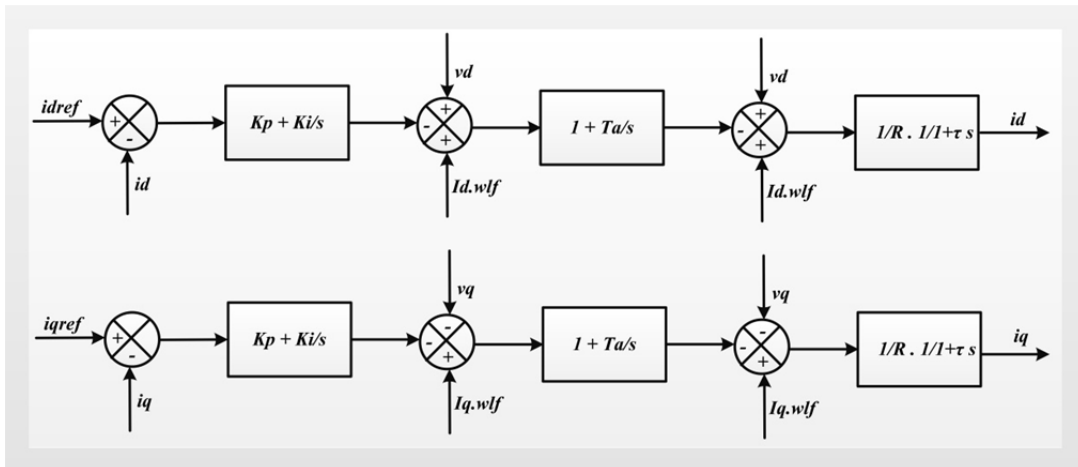 vd
vd
idref
Kp + Ki/s
1 + Ta/s
1/R . 1/1+τ s
id
+
-
-
+
+
-
+
+
id
Id.wlf
Id.wlf
vq
vq
iqref
Kp + Ki/s
1 + Ta/s
1/R . 1/1+τ s
iq
+
-
-
-
+
-
-
+
iq
Iq.wlf
Iq.wlf